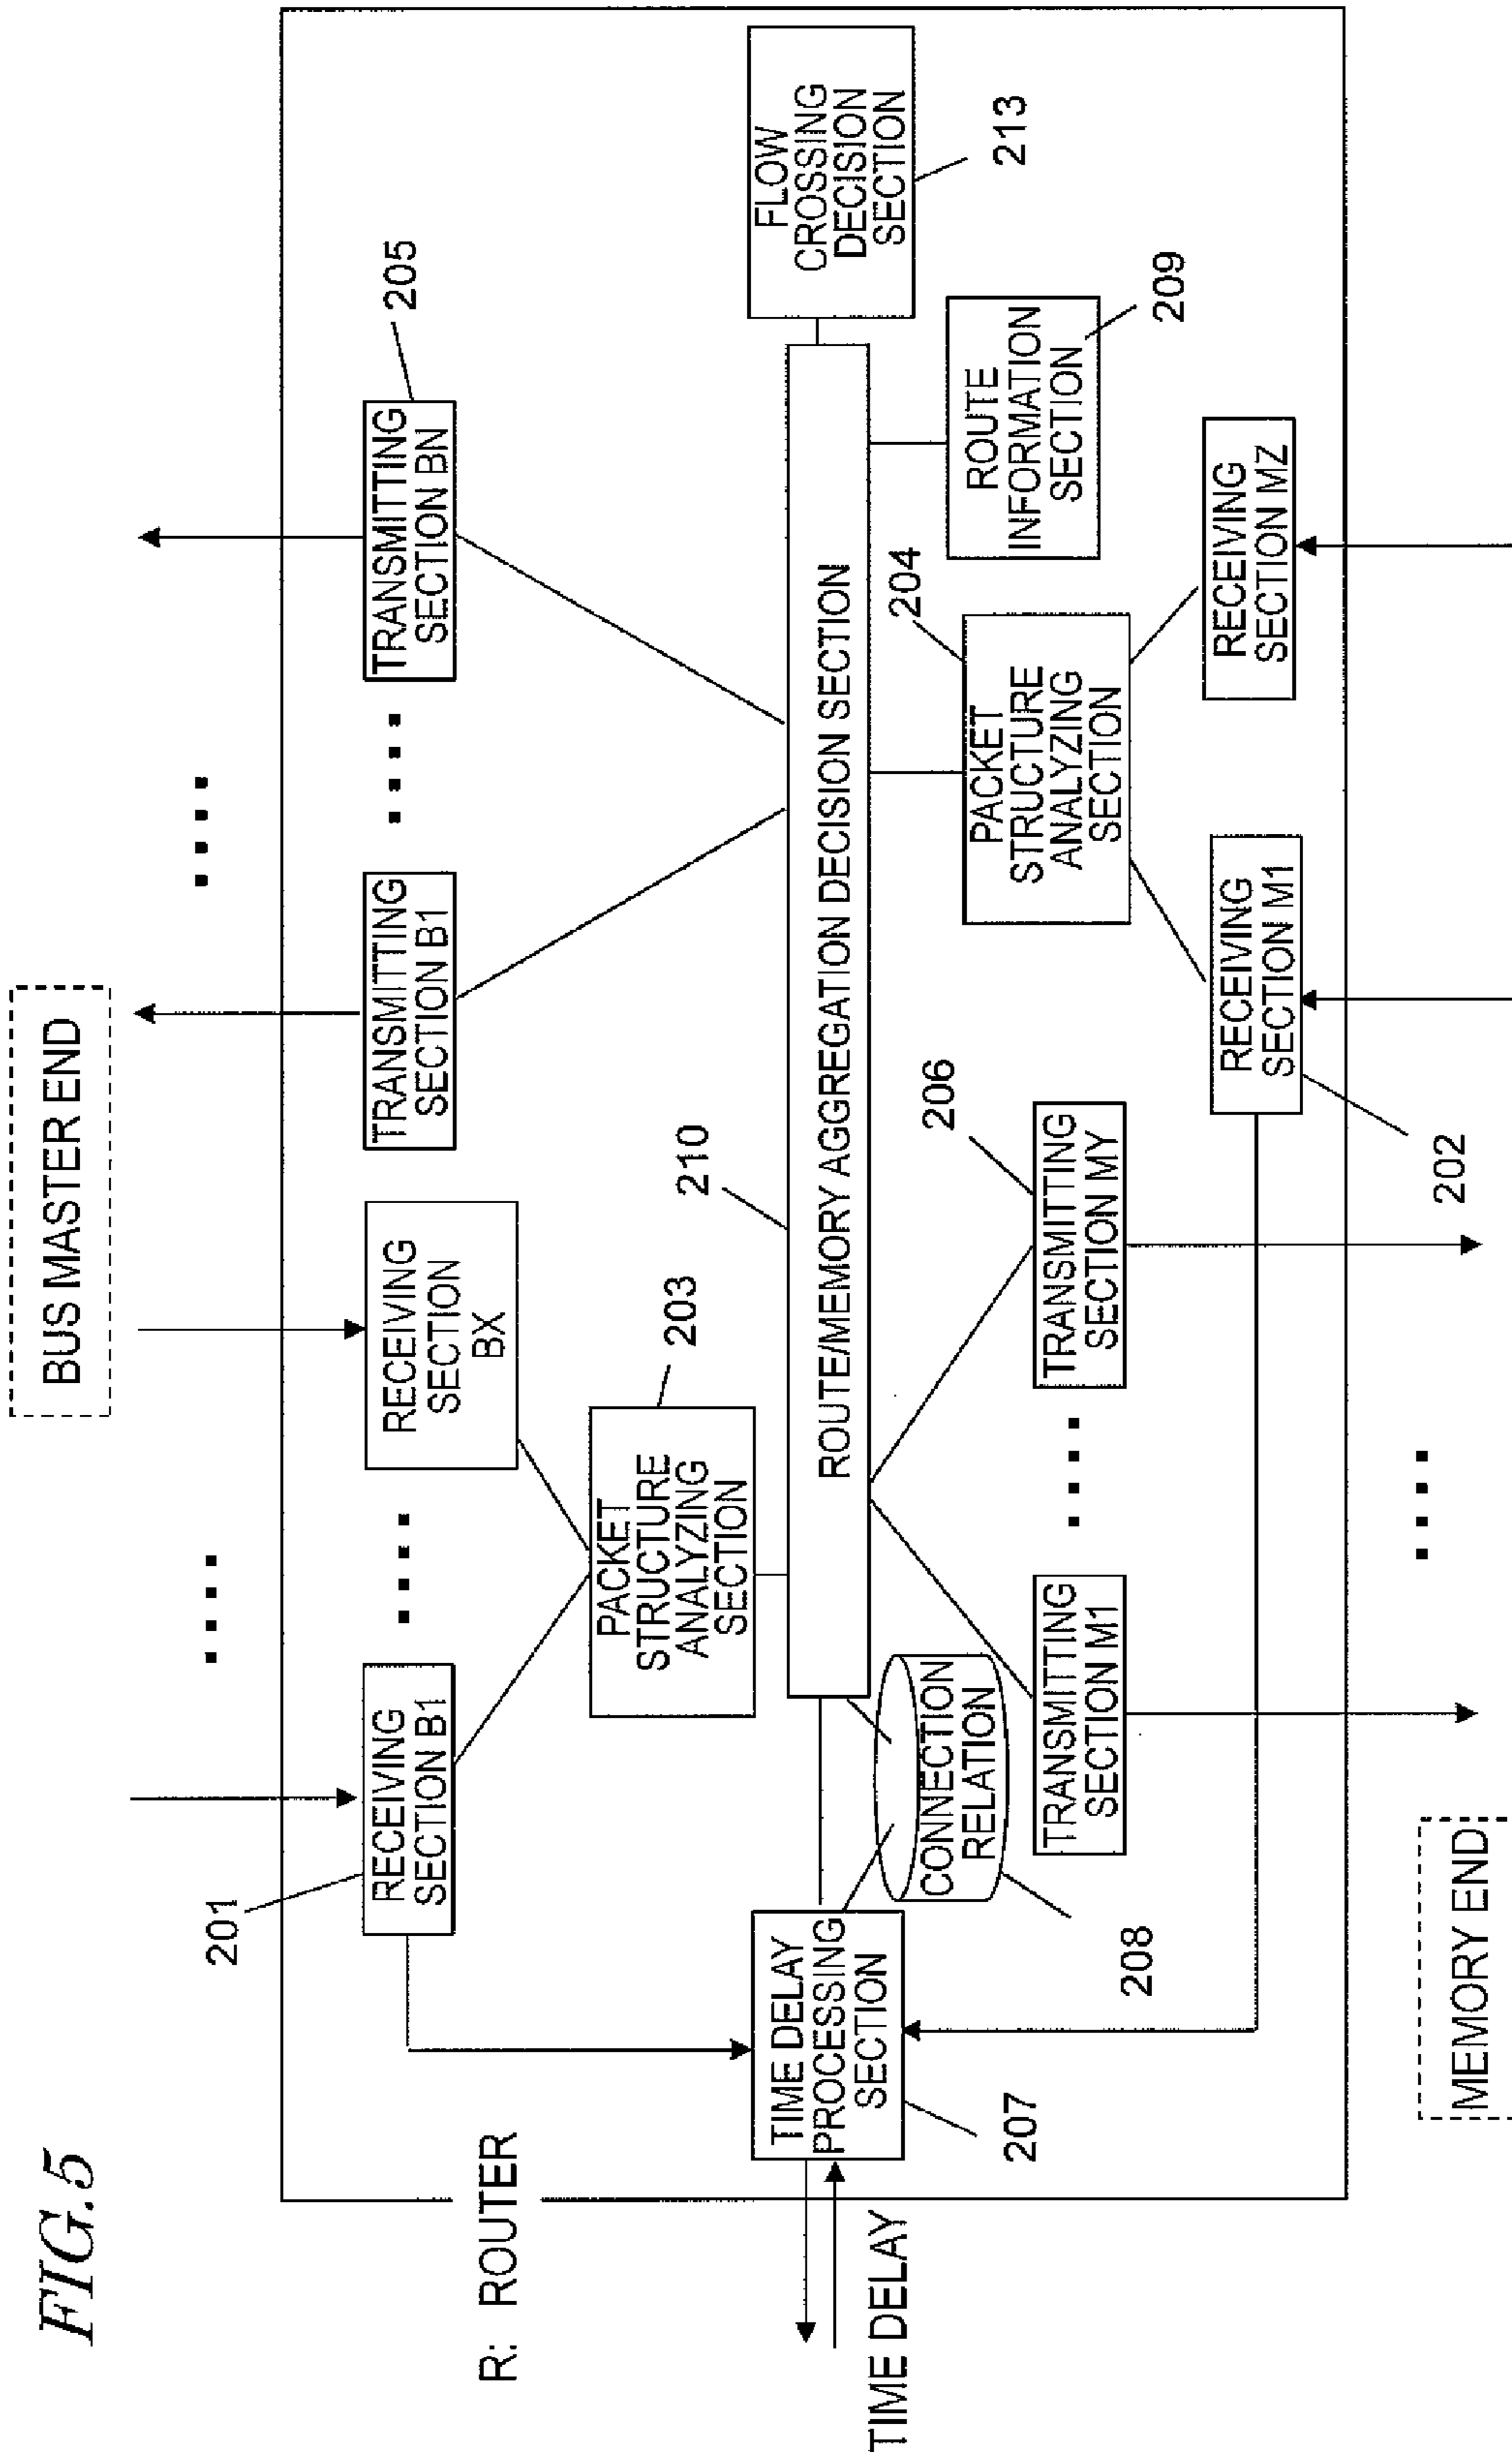 FIG.5
BUS MASTER END
R: ROUTER
201
RECEIVING
SECTION B1
RECEIVING
SECTION
BX
TRANSMITTING
SECTION B1
TRANSMITTING
SECTION BN
205
PACKET
STRUCTURE
ANALYZING
SECTION
203
210
TIME DELAY
TIME DELAY
PROCESSING
SECTION
207
ROUTE/MEMORY AGGREGATION DECISION SECTION
FLOW
CROSSING
DECISION
SECTION
213
CONNECTION
RELATION
208
204
PACKET
STRUCTURE
ANALYZING
SECTION
ROUTE
INFORMATION
SECTION
209
TRANSMITTING
SECTION M1
TRANSMITTING
SECTION MY
206
RECEIVING
SECTION M1
202
RECEIVING
SECTION MZ
MEMORY END